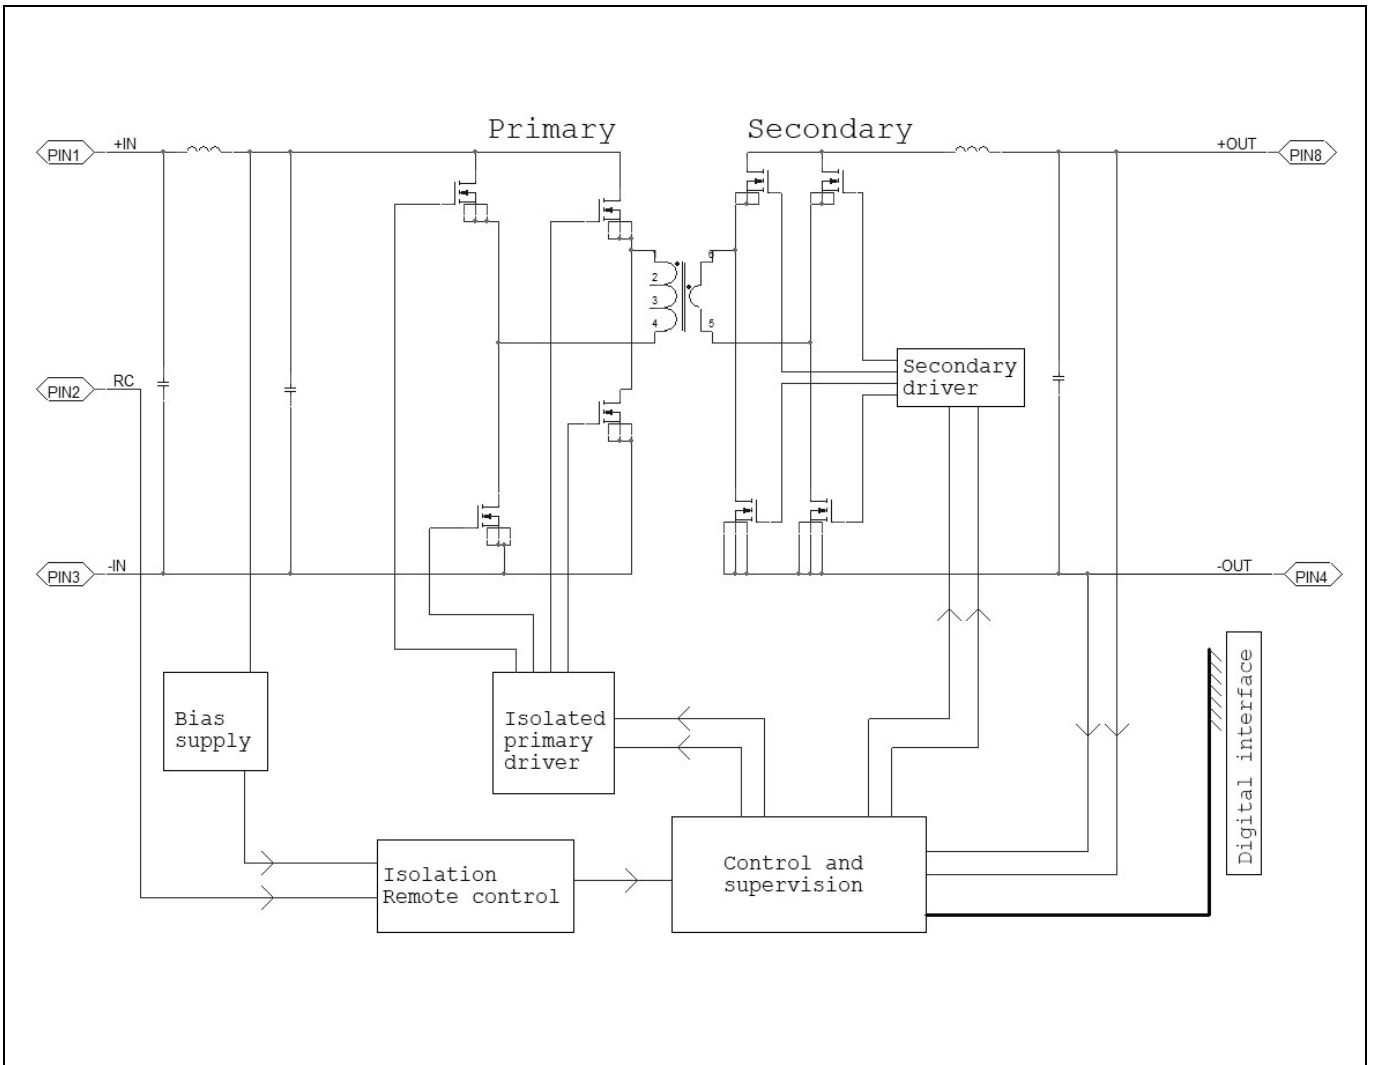 Primary
Secondary
PIN1
+IN
+OUT
PIN8
1
2
3
4
6
5
PIN2
RC
Secondary
driver
PIN3
-IN
-OUT
PIN4
Bias
supply
Isolated
primary
driver
Digital interface
Isolation
Remote control
Control and
supervision